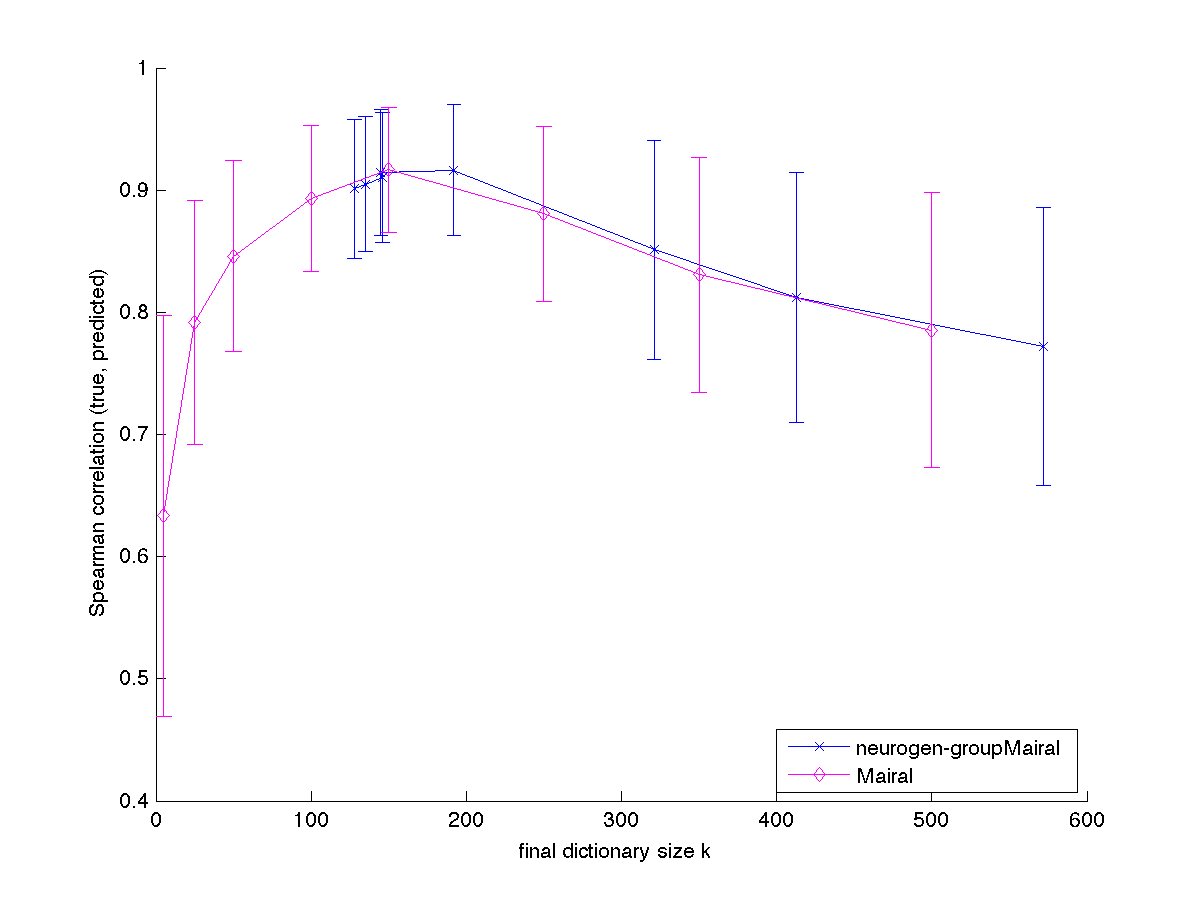 1
0.9
0.8
0.7
0.6
0.5
0.4
Spearman correlation (true, predicted)
0 100 200 300 400 500 600
final dictionary size k
neurogen-groupMairal
Mairal